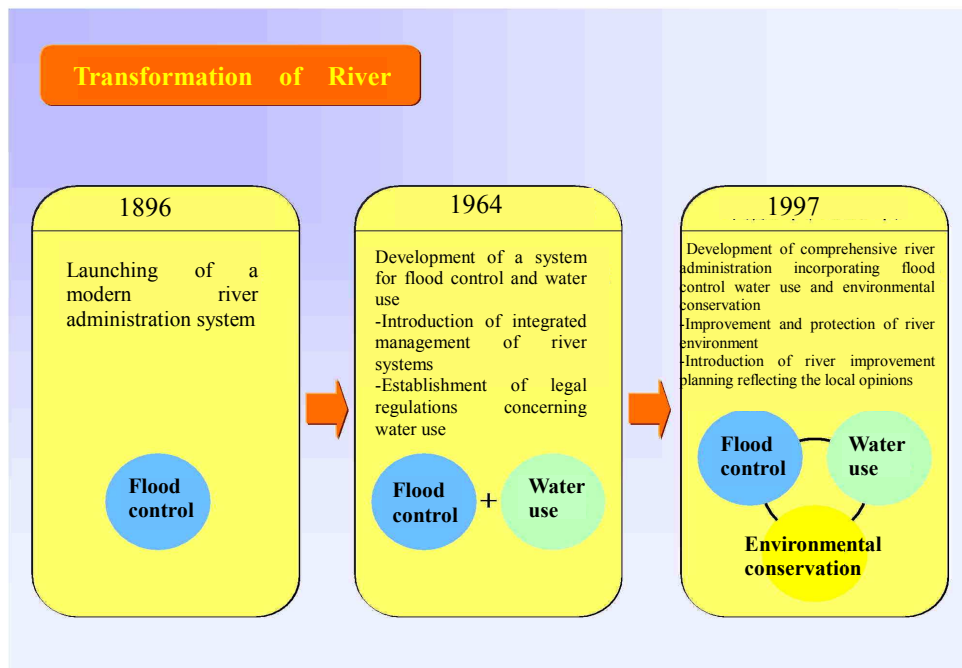 Transformation of River
1896
Launching of a
modern river
administration system
Flood
control
1964
Development of a system
for flood control and water
use
-Introduction of integrated
management of river
systems
-Establishment of legal
regulations concerning
water use
Flood
control
+
Water
use
1997
Development of comprehensive river
administration incorporating flood
control water use and environmental
conservation
-Improvement and protection of river
environment
-Introduction of river improvement
planning reflecting the local opinions
Flood
control
Water
use
Environmental
conservation